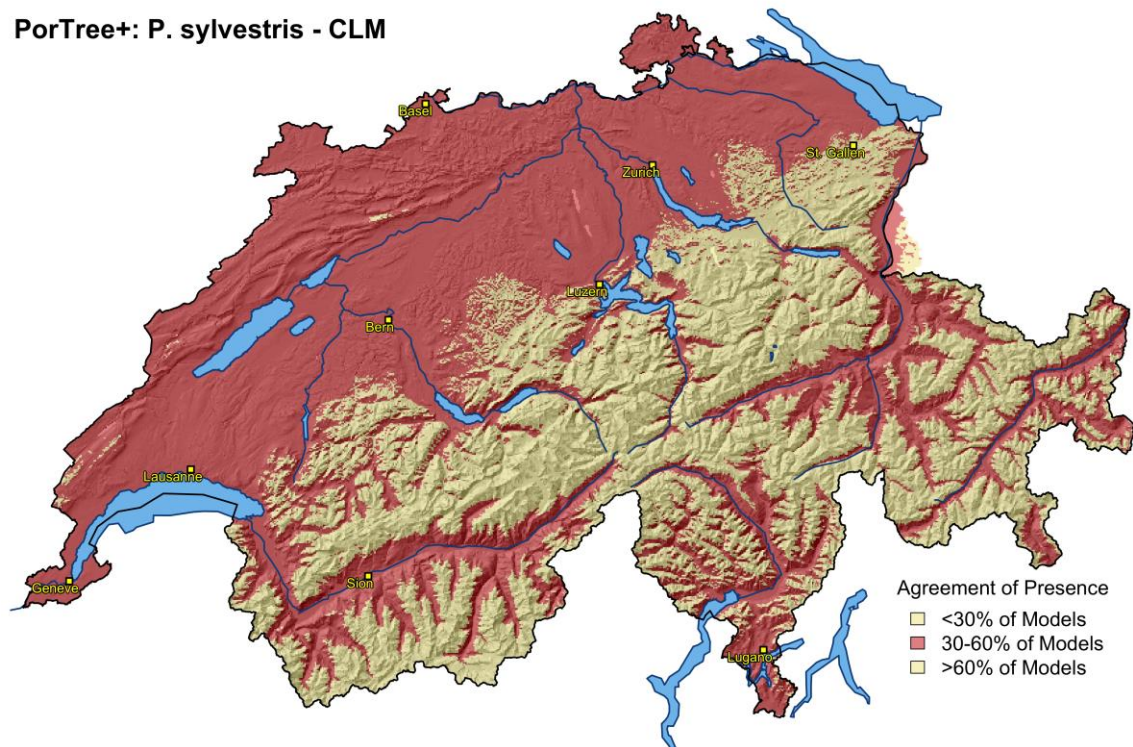 PorTree+: P. sylvestris - CLM
Basel
St. Gallen
Zurich
Luzern
Bern
Lausanne
Geneve
Sion
Lugano
Agreement of Presence
<30% of Models
30-60% of Models
>60% of Models